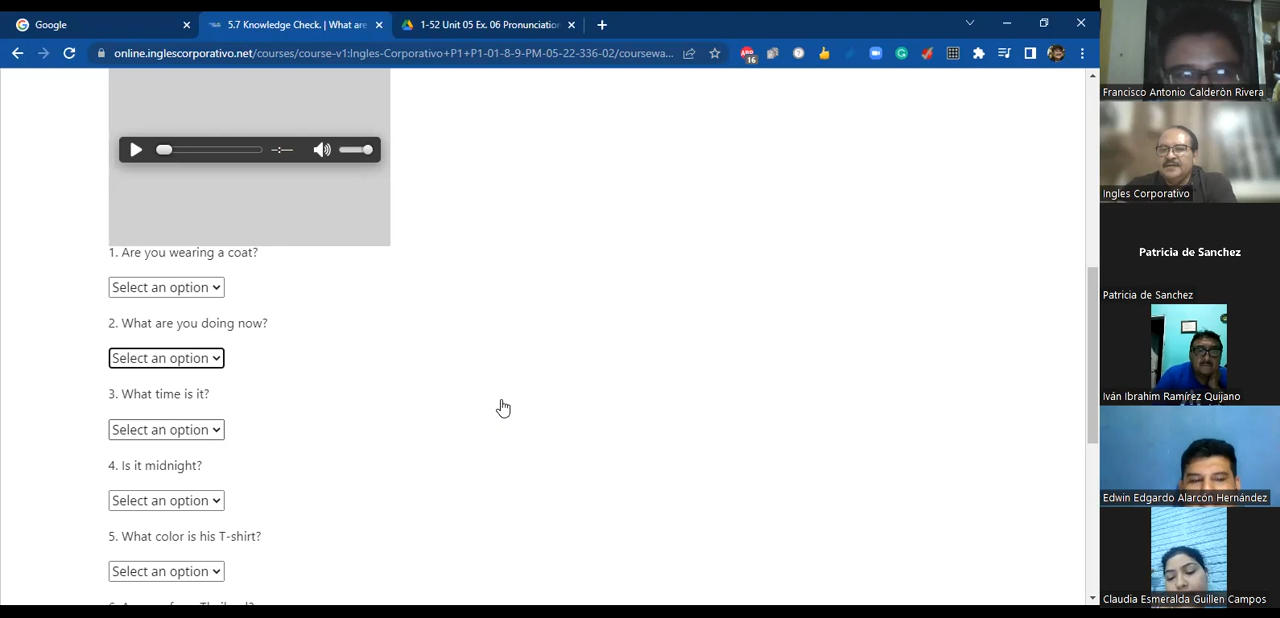 Google
5.7 Knowledge Check. | What are
1-52 Unit 05 Ex. 06 Pronunciation
online.inglescorporativo.net/courses/course-v1:Ingles-Corporativo+P1+P1-01-8-9-PM-05-22-336-02/coursewa...
16
-:--
1. Are you wearing a coat?
Select an option
2. What are you doing now?
Select an option
3. What time is it?
Select an option
4. Is it midnight?
Select an option
5. What color is his T-shirt?
Select an option
Francisco Antonio Calderòn Rivera
Ingles Corporativo
Patricia de Sanchez
Patricia de Sanchez
Iván Ibrahim Ramírez Quijano
Edwin Edgardo Alarcón Hernández
Claudia Esmeralda Guillen Campos